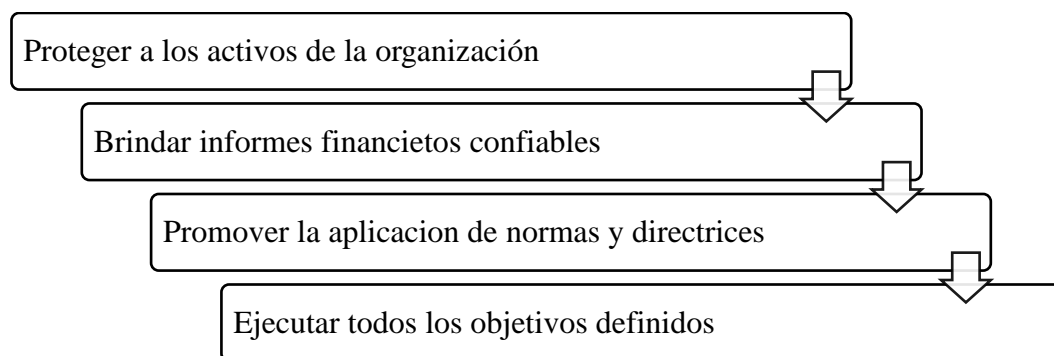 Proteger a los activos de la organización
Brindar informes financietos confiables
Promover la aplicacion de normas y directrices
Ejecutar todos los objetivos definidos